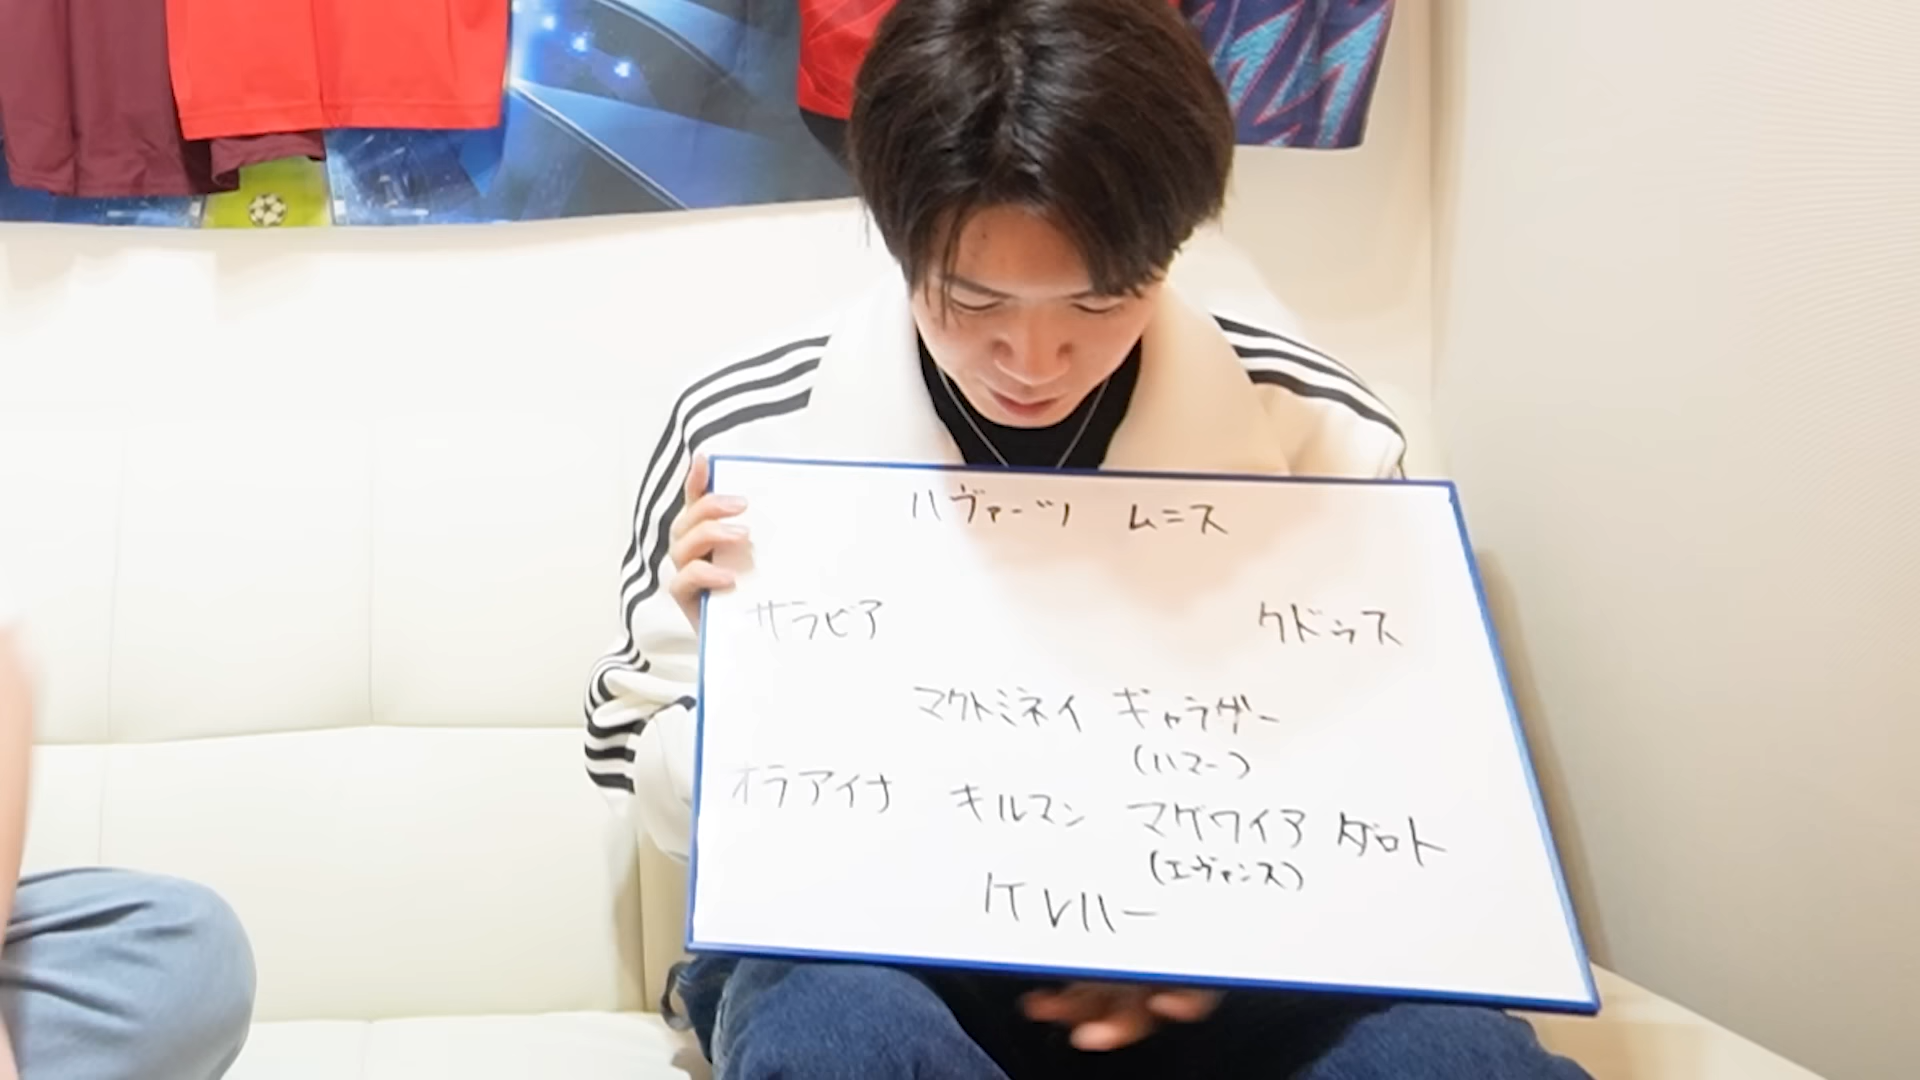 ハヴァーツ ムニス
サラビア クドゥス
マクトミネイ ギャラガー
(ハマー)
オラアイナ キルマン マグワイア ダロト
(エヴァンス)
ケレハー